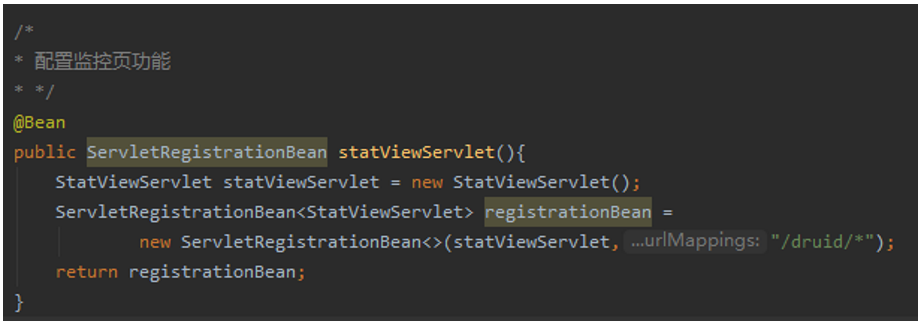 /*
* 配置监控页功能
* */
@Bean
public ServletRegistrationBean statViewServlet(){
StatViewServlet statViewServlet = new StatViewServlet();
ServletRegistrationBean<StatViewServlet> registrationBean =
new ServletRegistrationBean<>(statViewServlet, ...urlMappings: "/druid/*");
return registrationBean;
}